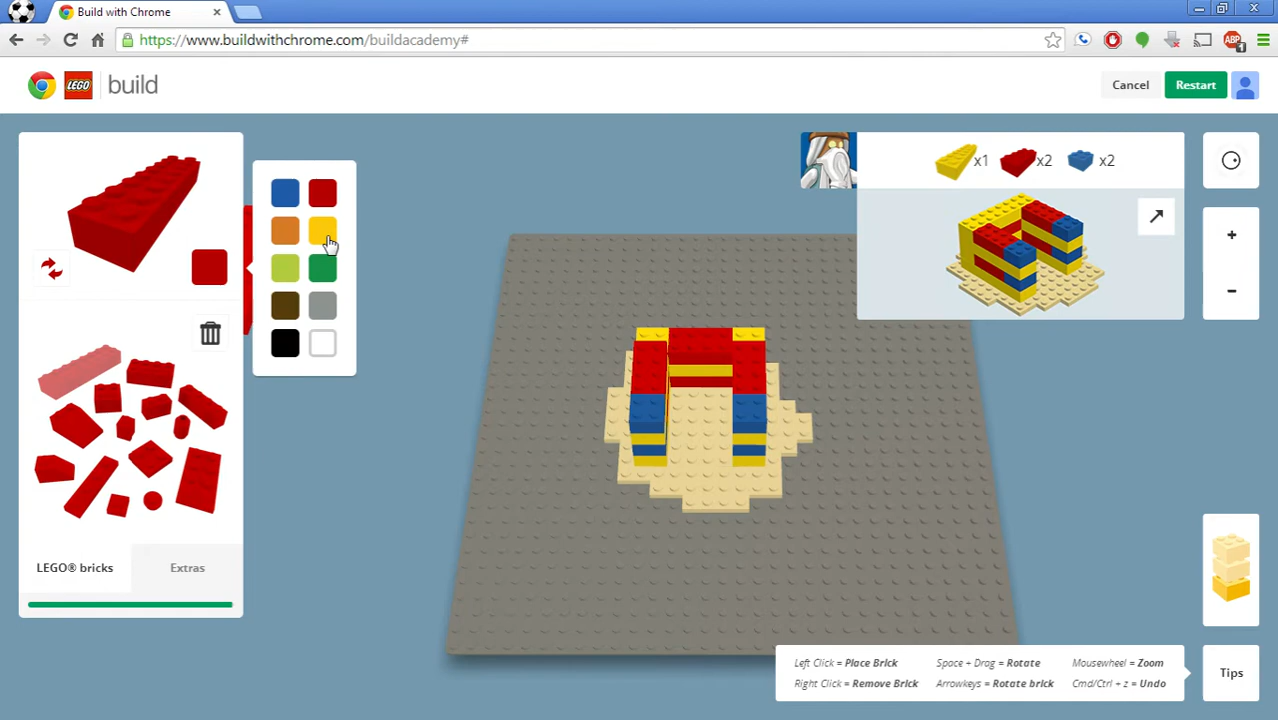 Build with Chrome
https://www.buildwithchrome.com/buildacademy#
ABP
1
LEGO build
Cancel
Restart
x1 x2 x2
+
-
LEGO® bricks
Extras
Left Click = Place Brick Space + Drag = Rotate Mousewheel = Zoom
Right Click = Remove Brick Arrowkeys = Rotate brick Cmd/Ctrl + z = Undo
Tips